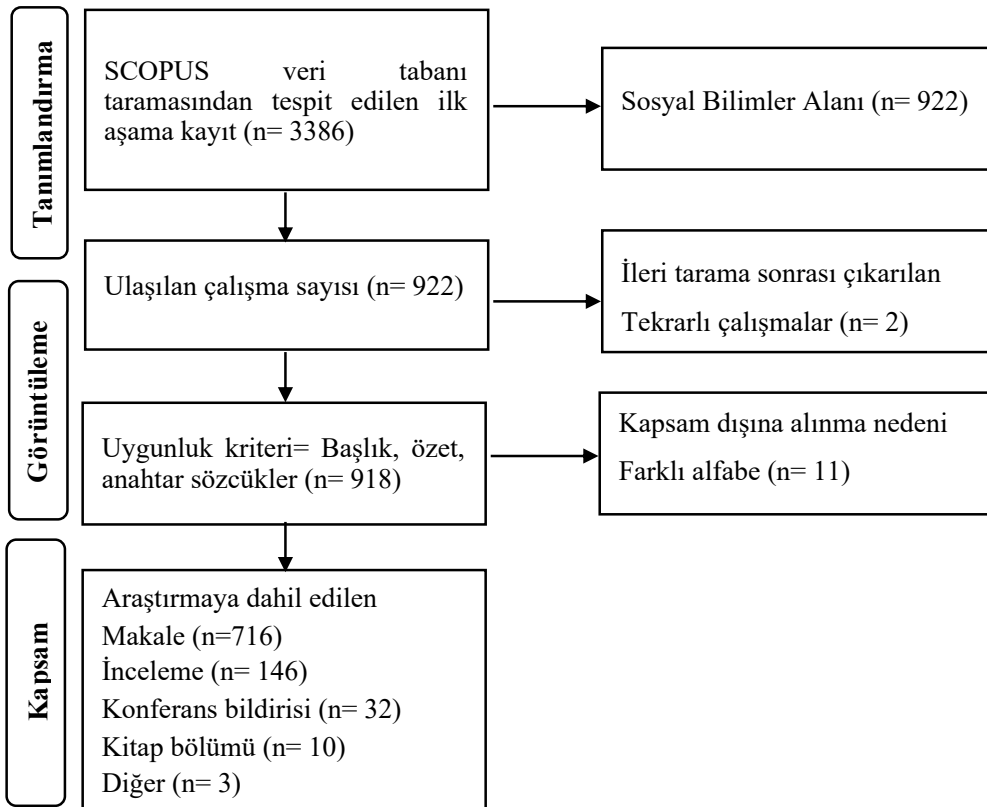 Tanımlandırma
SCOPUS veri tabanı
taramasından tespit edilen ilk
aşama kayıt (n= 3386)
Sosyal Bilimler Alanı (n= 922)
Görüntüleme
Ulaşılan çalışma sayısı (n= 922)
İleri tarama sonrası çıkarılan
Tekrarlı çalışmalar (n= 2)
Uygunluk kriteri= Başlık, özet,
anahtar sözcükler (n= 918)
Kapsam dışına alınma nedeni
Farklı alfabe (n= 11)
Kapsam
Araştırmaya dahil edilen
Makale (n=716)
İnceleme (n= 146)
Konferans bildirisi (n= 32)
Kitap bölümü (n= 10)
Diğer (n= 3)